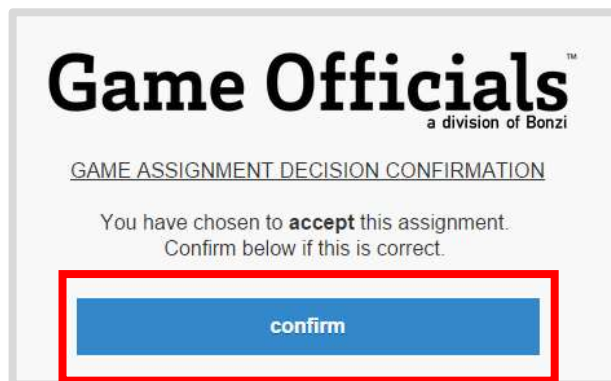 Game Officials™
a division of Bonzi
GAME ASSIGNMENT DECISION CONFIRMATION
You have chosen to accept this assignment.
Confirm below if this is correct.
confirm